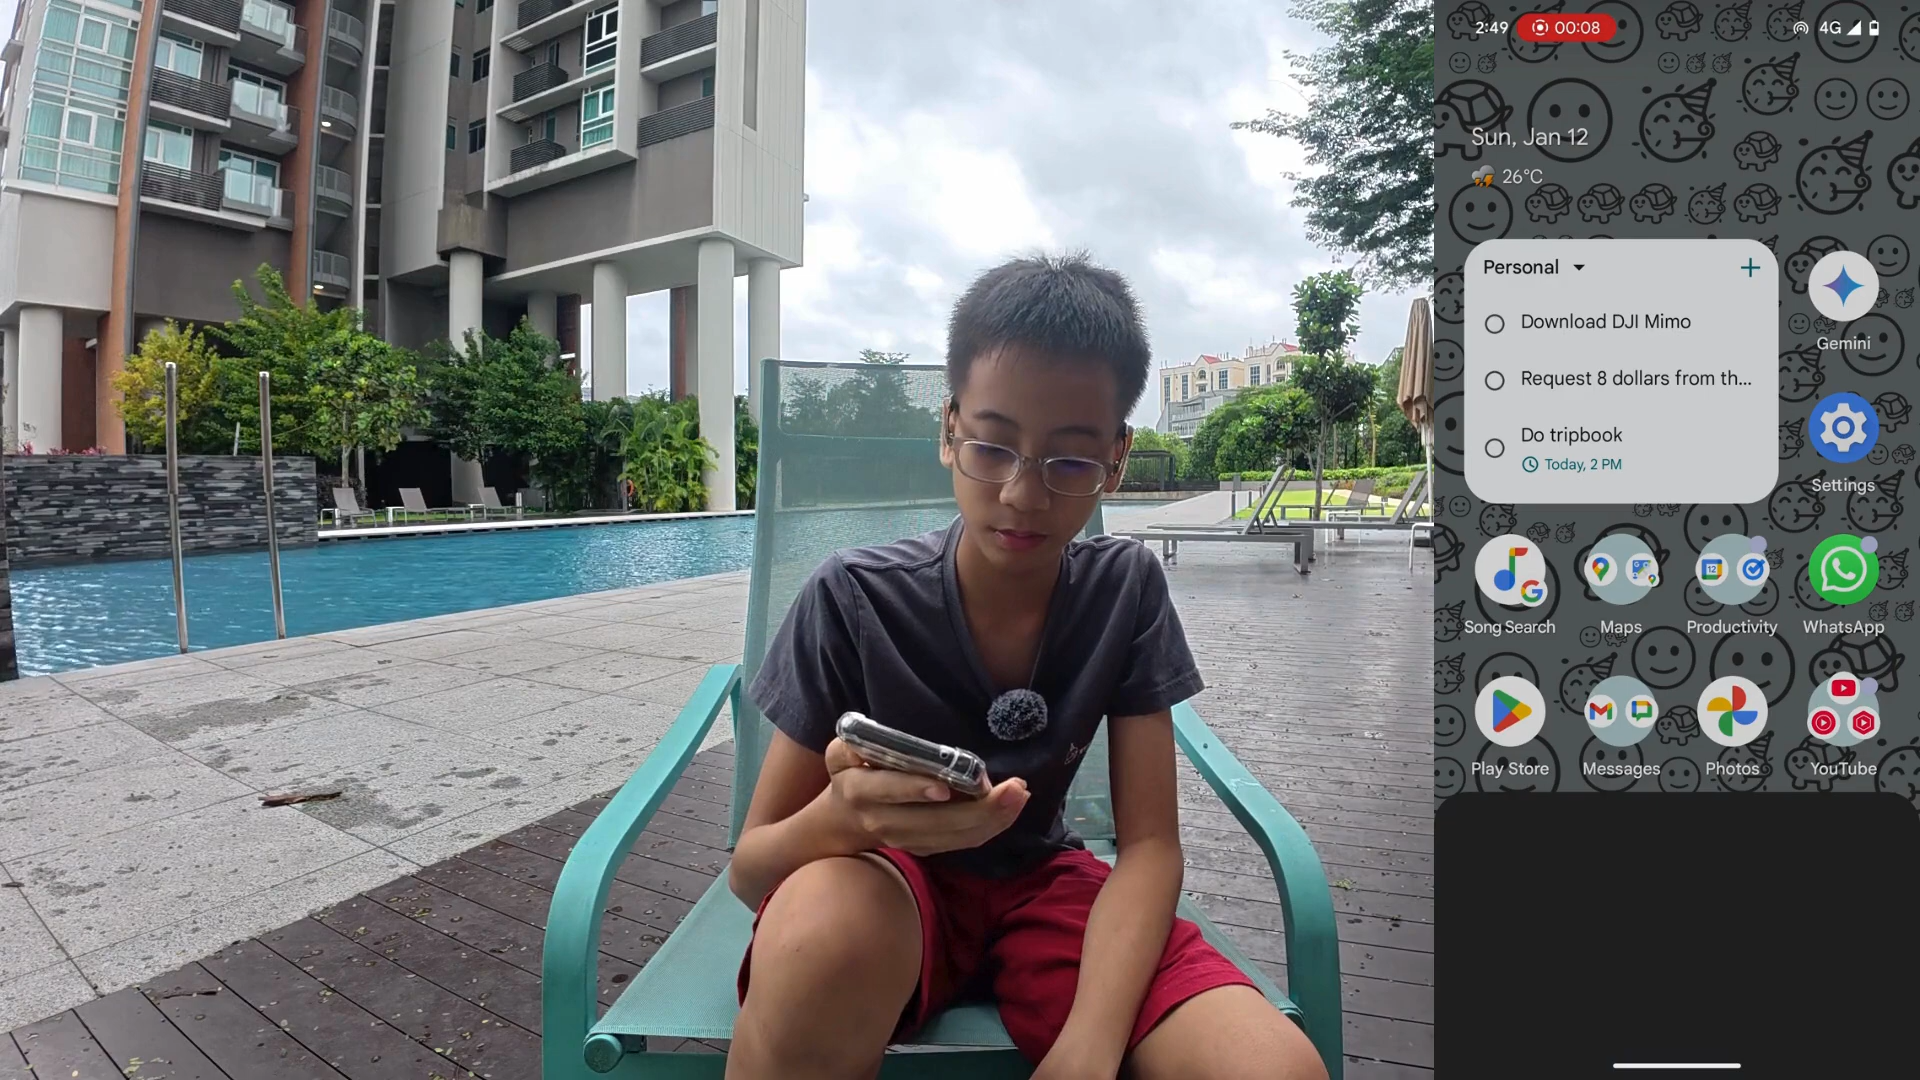 2:49
00:08
4G
Sun, Jan 12
26°C
Personal
Download DJI Mimo
Request 8 dollars from th...
Do tripbook
Today, 2 PM
Gemini
Settings
12
Song Search
Maps
Productivity
WhatsApp
Play Store
Messages
Photos
YouTube